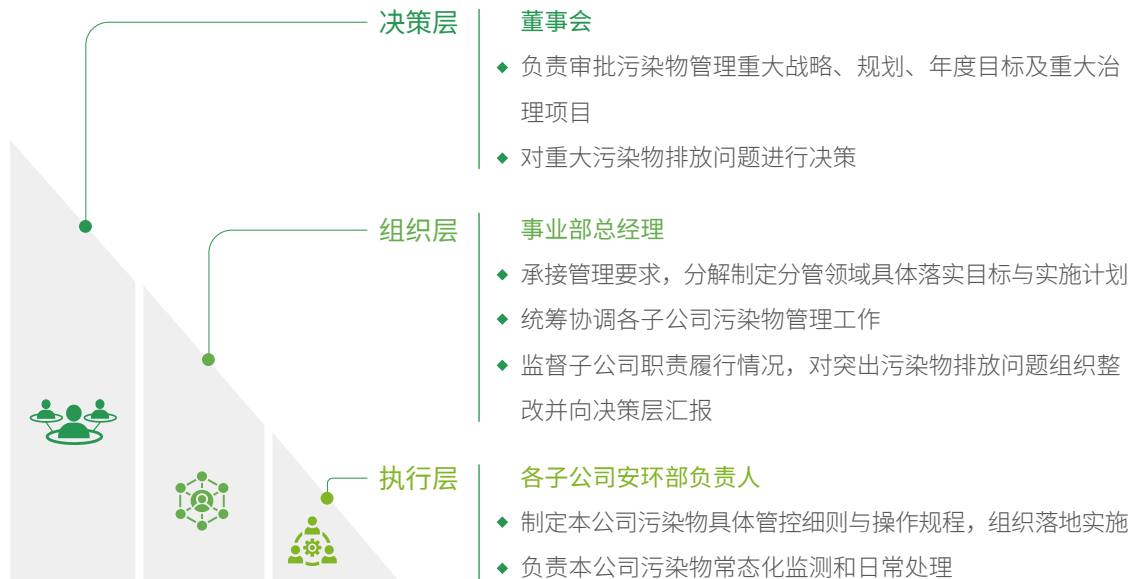 决策层
董事会
负责审批污染物管理重大战略、规划、年度目标及重大治
理项目
对重大污染物排放问题进行决策
组织层
事业部总经理
承接管理要求，分解制定分管领域具体落实目标与实施计划
统筹协调各子公司污染物管理工作
监督子公司职责履行情况，对突出污染物排放问题组织整
改并向决策层汇报
执行层
各子公司安环部负责人
制定本公司污染物具体管控细则与操作规程，组织落地实施
负责本公司污染物常态化监测和日常处理